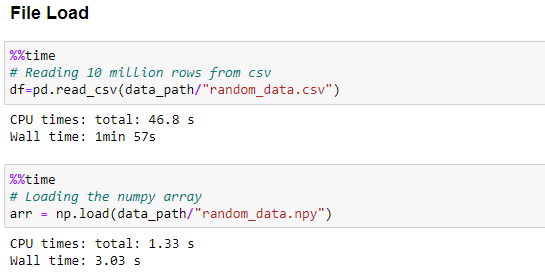 File Load
%%time
# Reading 10 million rows from csv
df=pd.read_csv(data_path/"random_data.csv")
CPU times: total: 46.8 s
Wall time: 1min 57s
%%time
# Loading the numpy array
arr = np.load(data_path/"random_data.npy")
CPU times: total: 1.33 s
Wall time: 3.03 s